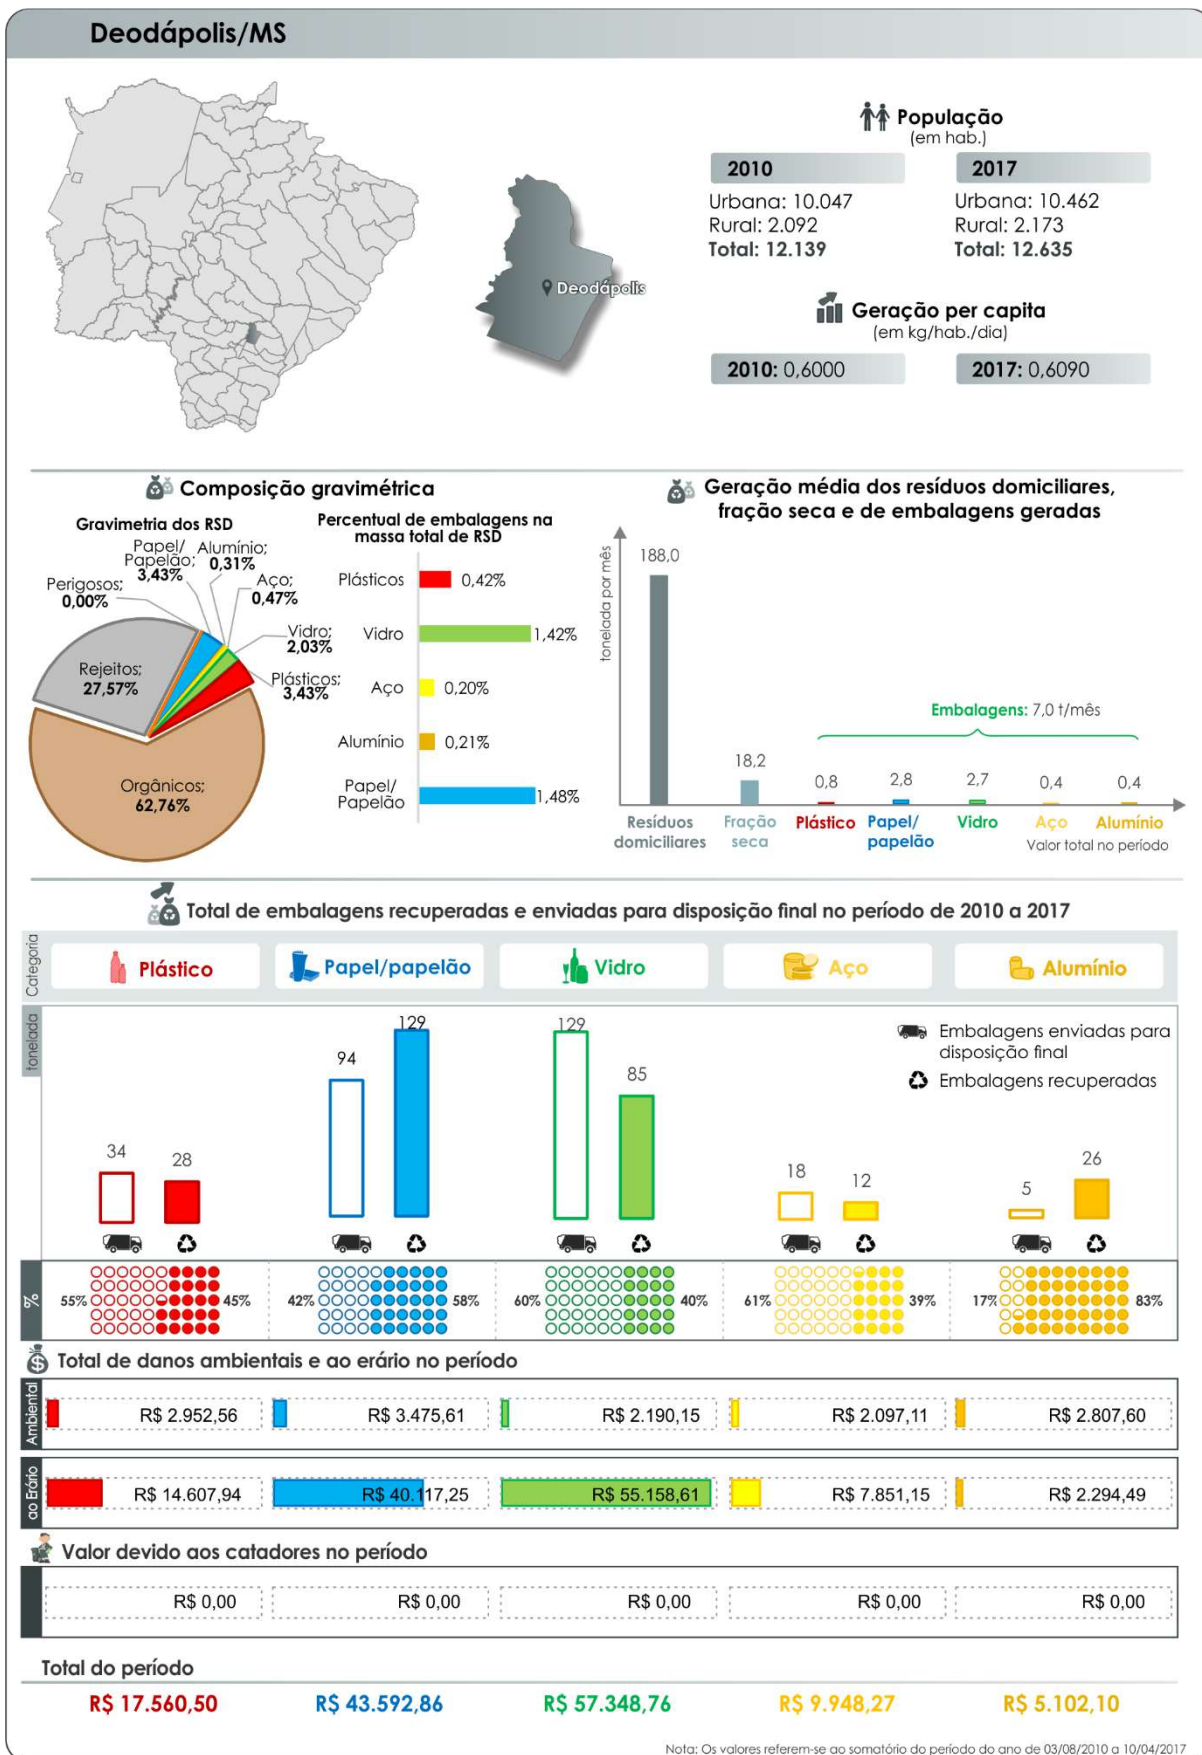 Deodápolis/MS
População
(em hab.)
2010
2017
Urbana: 10.047
Rural: 2.092
Total: 12.139
Urbana: 10.462
Rural: 2.173
Total: 12.635
Deodápolis
Geração per capita
(em kg/hab./dia)
2010: 0,6000
2017: 0,6090
Composição gravimétrica
Gravimetria dos RSD
Papel/
Papelão;
3,43%
Alumínio;
0,31%
Perigosos;
0,00%
Aço;
0,47%
Vidro;
2,03%
Plásticos;
3,43%
Rejeitos;
27,57%
Orgânicos;
62,76%
Percentual de embalagens na
massa total de RSD
Plásticos 0,42%
Vidro 1,42%
Aço 0,20%
Alumínio 0,21%
Papel/
Papelão 1,48%
Geração média dos resíduos domiciliares,
fração seca e de embalagens geradas
tonelada por mês
188,0
18,2
Embalagens: 7,0 t/mês
0,8 2,8 2,7 0,4 0,4
Resíduos
domiciliares
Fração
seca
Plástico
Papel/
papelão
Vidro
Aço
Alumínio
Valor total no período
Total de embalagens recuperadas e enviadas para disposição final no período de 2010 a 2017
Categoria
Plástico
Papel/papelão
Vidro
Aço
Alumínio
tonelada
34 28
94 129
129 85
18 12
5 26
Embalagens enviadas para
disposição final
Embalagens recuperadas
%
55% 45%
42% 58%
60% 40%
61% 39%
17% 83%
$ Total de danos ambientais e ao erário no período
Ambiental
R$ 2.952,56
R$ 3.475,61
R$ 2.190,15
R$ 2.097,11
R$ 2.807,60
ao Erário
R$ 14.607,94
R$ 40.117,25
R$ 55.158,61
R$ 7.851,15
R$ 2.294,49
Valor devido aos catadores no período
R$ 0,00
R$ 0,00
R$ 0,00
R$ 0,00
R$ 0,00
Total do período
R$ 17.560,50
R$ 43.592,86
R$ 57.348,76
R$ 9.948,27
R$ 5.102,10
Nota: Os valores referem-se ao somatório do período do ano de 03/08/2010 a 10/04/2017